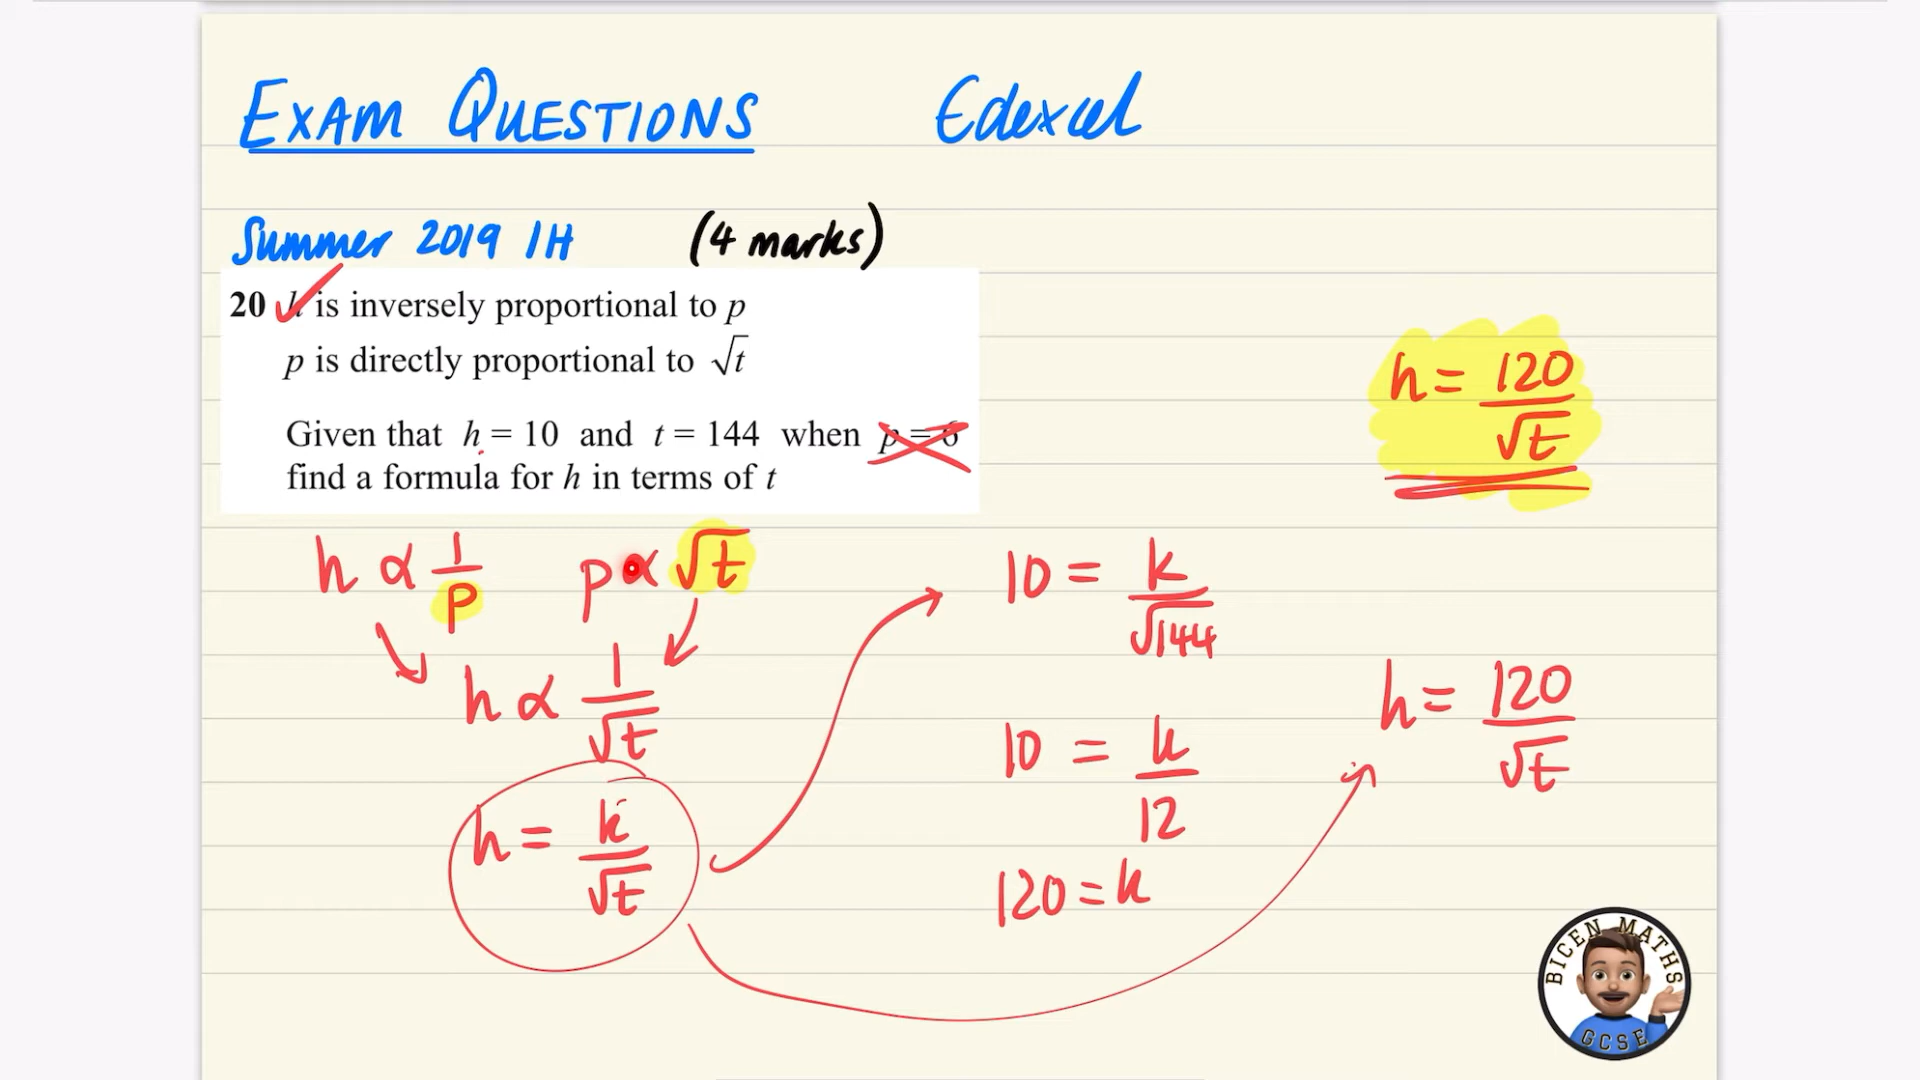 EXAM QUESTIONS Edexcel
Summer 2019 1H (4 marks)
20 h is inversely proportional to p
p is directly proportional to √t
Given that h = 10 and t = 144 when p = 6
find a formula for h in terms of t
h = 120/√t
h ∝ 1/p p ∝ √t
h ∝ 1/√t
h = k/√t
10 = k/√144
10 = k/12
120 = k
h = 120/√t
BICEN MATHS
GCSE